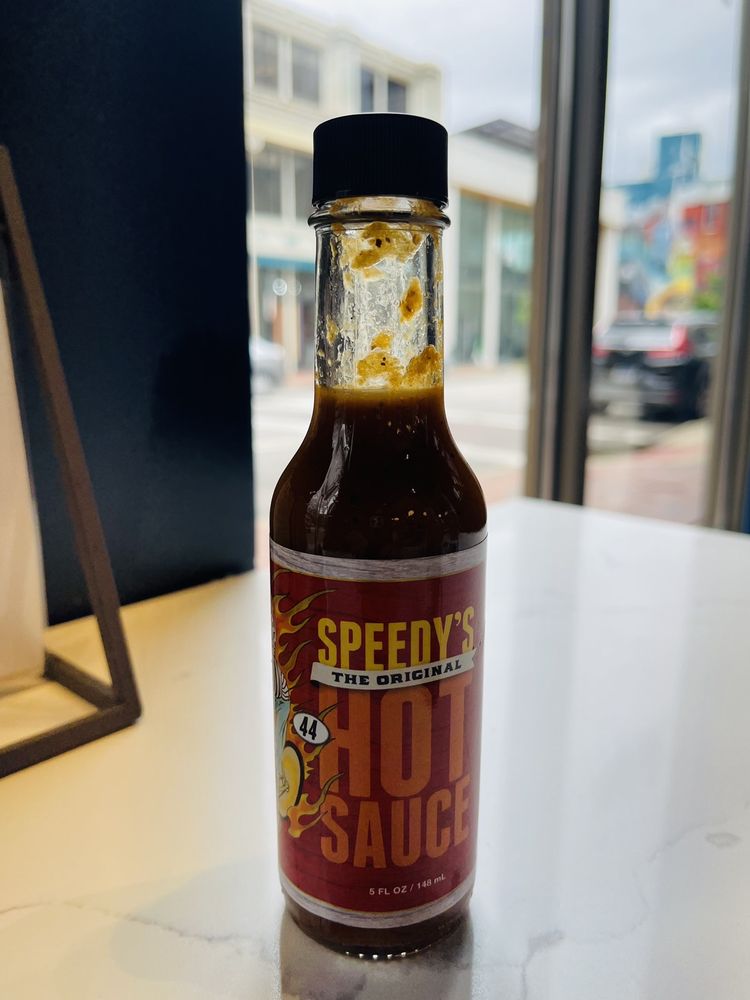 SPEEDY'S
THE ORIGINAL
44
HOT
SAUCE
5 FL OZ / 148 mL